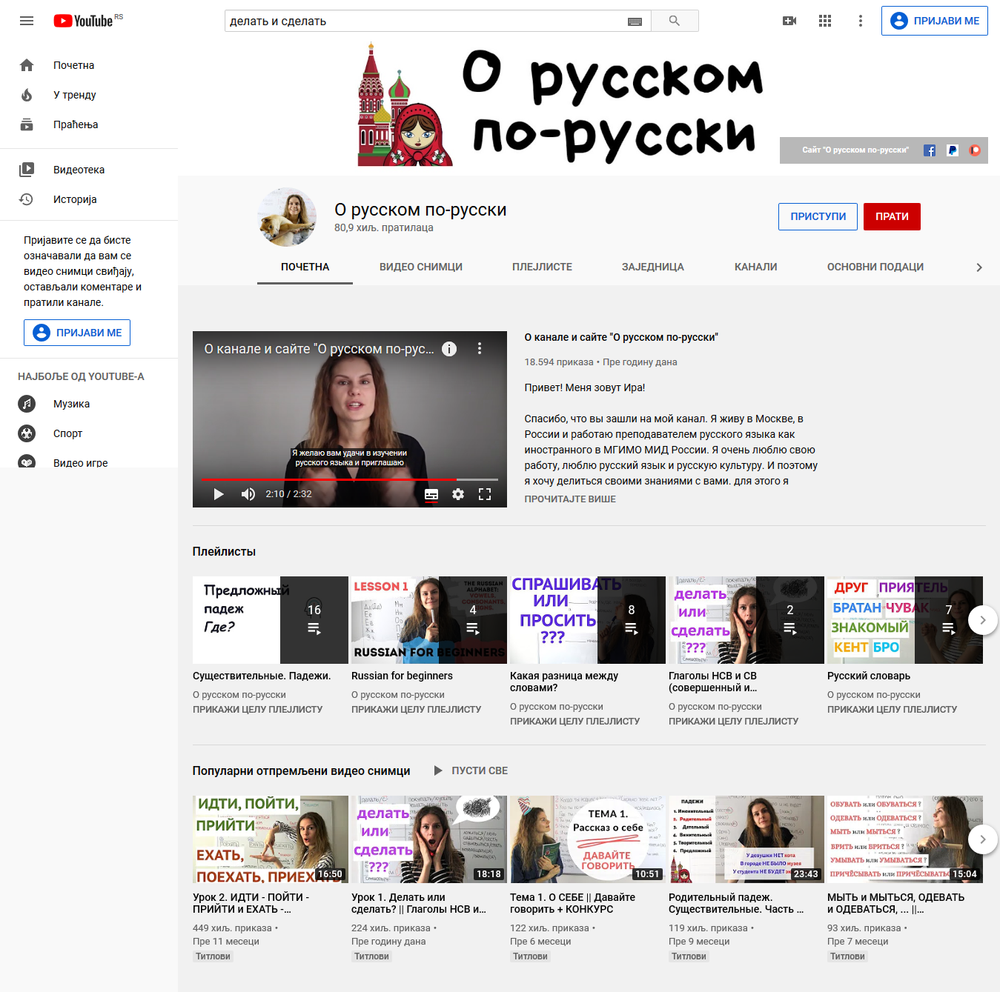 YouTube RS
делать и сделать
ПРИЈАВИ МЕ
Почетна
У тренду
Праћења
Видеотека
Историја
Пријавите се да бисте
означавали да вам се
видео снимци свиђају,
остављали коментаре и
пратили канале.
ПРИЈАВИ МЕ
НАЈБОЉЕ ОД YOUTUBE-А
Музика
Спорт
Видео игре
О русском
по-русски
Сайт "О русском по-русски"
О русском по-русски
80,9 хиљ. пратилаца
ПРИСТУПИ
ПРАТИ
ПОЧЕТНА
ВИДЕО СНИМЦИ
ПЛЕЈЛИСТЕ
ЗАЈЕДНИЦА
КАНАЛИ
ОСНОВНИ ПОДАЦИ
О канале и сайте "О русском по-рус...
Я желаю вам удачи в изучении
русского языка и приглашаю
2:10 / 2:32
О канале и сайте "О русском по-русски"
18.594 приказа • Пре годину дана
Привет! Меня зовут Ира!
Спасибо, что вы зашли на мой канал. Я живу в Москве, в
России и работаю преподавателем русского языка как
иностранного в МГИМО МИД России. Я очень люблю свою
работу, люблю русский язык и русскую культуру. И поэтому
я хочу делиться своими знаниями с вами. для этого я
ПРОЧИТАЈТЕ ВИШЕ
Плейлисты
Предложный
падеж
Где?
16
Существительные. Падежи.
О русском по-русски
ПРИКАЖИ ЦЕЛУ ПЛЕЈЛИСТУ
LESSON 1
THE RUSSIAN
ALPHABET:
VOWELS,
CONSONANTS,
SIGNS.
4
RUSSIAN FOR BEGINNERS
Russian for beginners
О русском по-русски
ПРИКАЖИ ЦЕЛУ ПЛЕЈЛИСТУ
СПРАШИВАТЬ
ИЛИ
ПРОСИТЬ
???
8
Какая разница между
словами?
О русском по-русски
ПРИКАЖИ ЦЕЛУ ПЛЕЈЛИСТУ
делать
или
сделать
???
2
Глаголы НСВ и СВ
(совершенный и...
О русском по-русски
ПРИКАЖИ ЦЕЛУ ПЛЕЈЛИСТУ
ДРУГ ПРИЯТЕЛЬ
БРАТАН ЧУВАК
ЗНАКОМЫЙ
КЕНТ БРО
7
Русский словарь
О русском по-русски
ПРИКАЖИ ЦЕЛУ ПЛЕЈЛИСТУ
Популарни отпремљени видео снимци
ПУСТИ СВЕ
ИДТИ, ПОЙТИ,
ПРИЙТИ
ЕХАТЬ,
ПОЕХАТЬ, ПРИЕХАТЬ
16:50
Урок 2. ИДТИ - ПОЙТИ -
ПРИЙТИ и ЕХАТЬ -...
449 хиљ. приказа •
Пре 11 месеци
Титлови
делать
или
сделать
???
18:18
Урок 1. Делать или
сделать? || Глаголы НСВ и...
224 хиљ. приказа •
Пре годину дана
Титлови
ТЕМА 1.
Рассказ о себе
ДАВАЙТЕ
ГОВОРИТЬ
10:51
Тема 1. О СЕБЕ || Давайте
говорить + КОНКУРС
122 хиљ. приказа •
Пре 6 месеци
Титлови
ПАДЕЖИ
1. Именительный
2. Родительный
3. Дательный
4. Винительный
5. Творительный
6. Предложный
У девушки НЕТ кота
В городе НЕ БЫЛО музея
У студента НЕ БУДЕТ
23:43
Родительный падеж.
Существительные. Часть ...
119 хиљ. приказа •
Пре 9 месеци
Титлови
ОБУВАТЬ или ОБУВАТЬСЯ?
ОДЕВАТЬ или ОДЕВАТЬСЯ?
МЫТЬ или МЫТЬСЯ?
БРИТЬ или БРИТЬСЯ?
УМЫВАТЬ или УМЫВАТЬСЯ?
ПРИЧЁСЫВАТЬ или ПРИЧЁСЫВАТЬСЯ
15:04
МЫТЬ и МЫТЬСЯ, ОДЕВАТЬ
и ОДЕВАТЬСЯ, ... ||...
93 хиљ. приказа •
Пре 7 месеци
Титлови